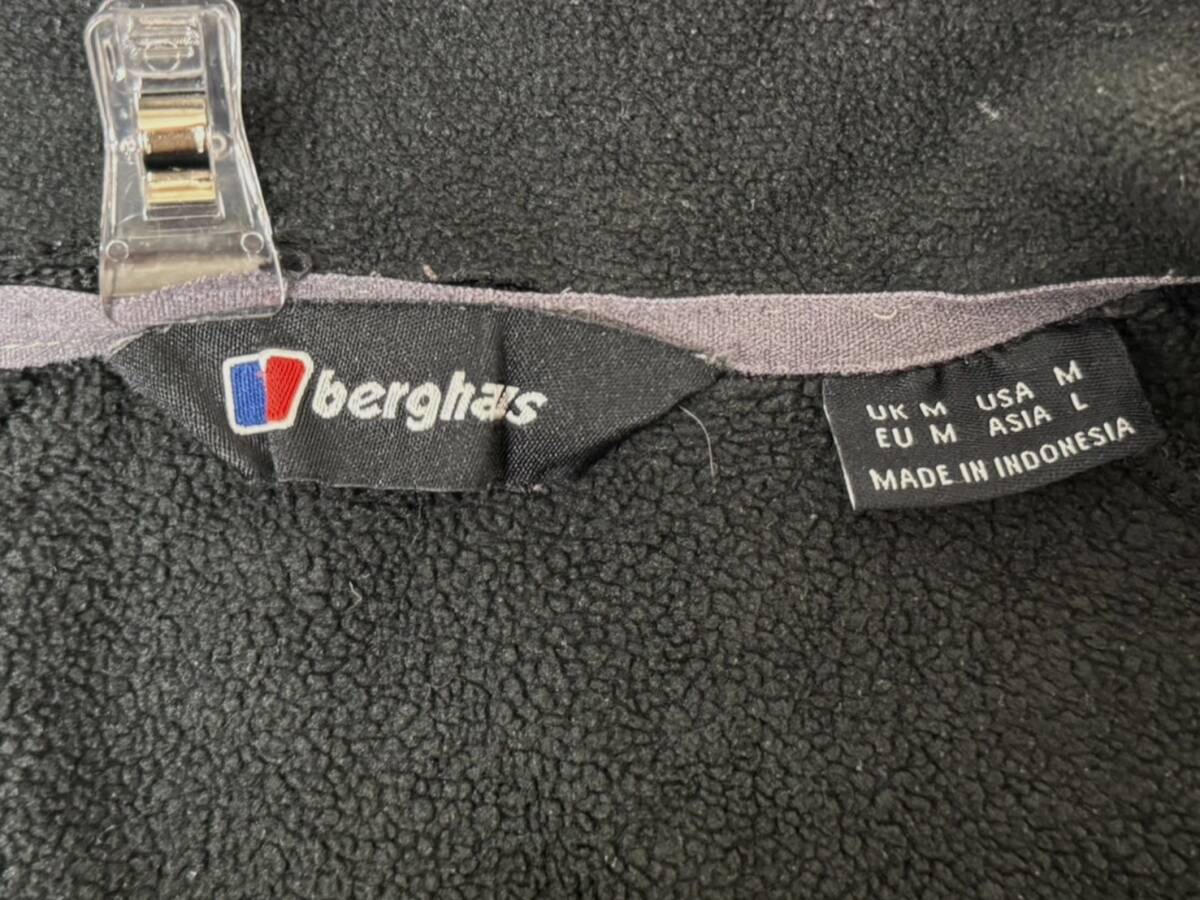 berghaus
UK M USA M
EU M ASIA L
MADE IN INDONESIA